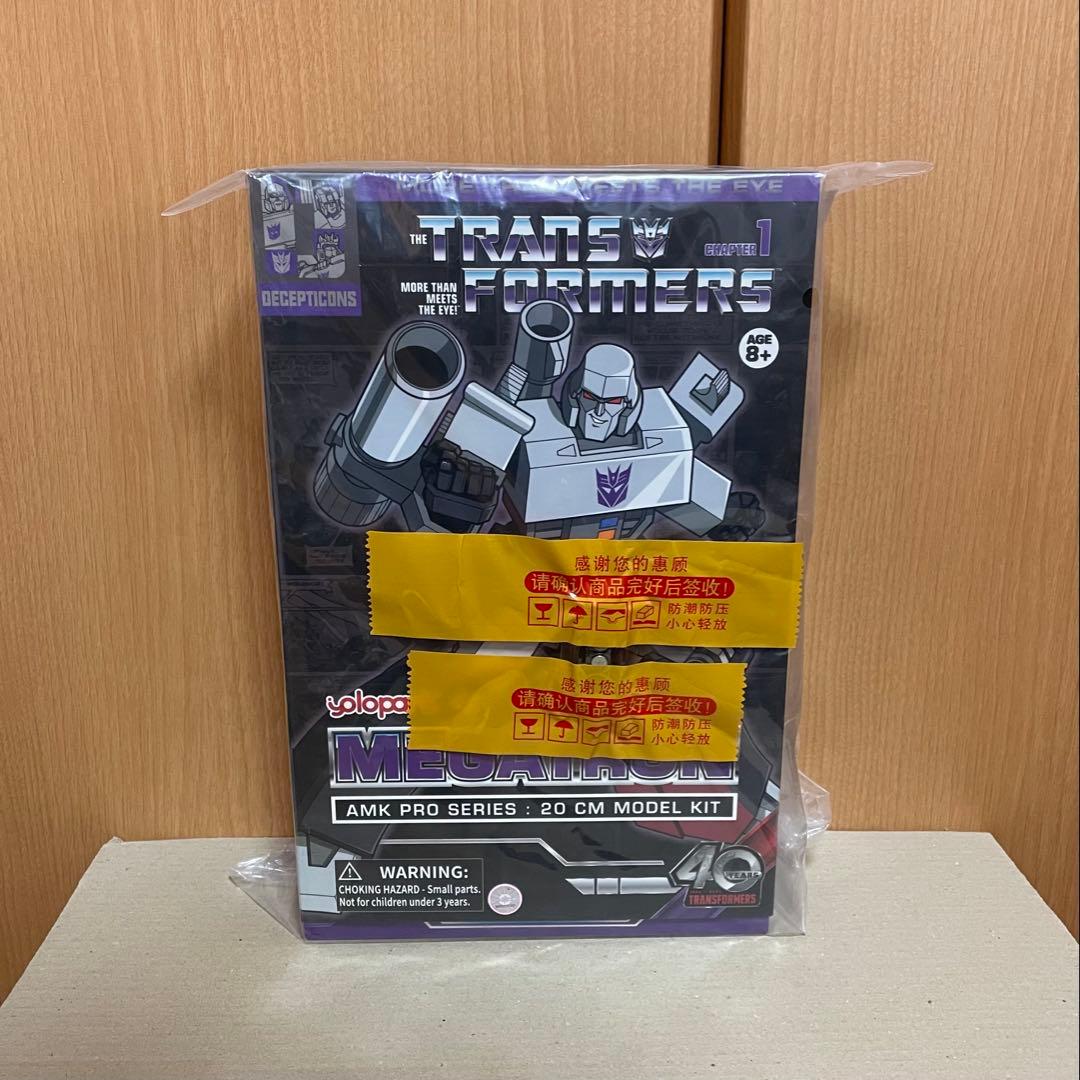 MEETS THE EYE
THE TRANS
FORMERS
CHAPTER 1
MORE THAN
MEETS
THE EYE!
DECEPTICONS
AGE
8+
感谢您的惠顾
请确认商品完好后签收!
防潮防压
小心轻放
感谢您的惠顾
请确认商品完好后签收!
防潮防压
小心轻放
yolopa
MEGATRON
AMK PRO SERIES : 20 CM MODEL KIT
WARNING:
CHOKING HAZARD - Small parts.
Not for children under 3 years.
40
YEARS
TRANSFORMERS